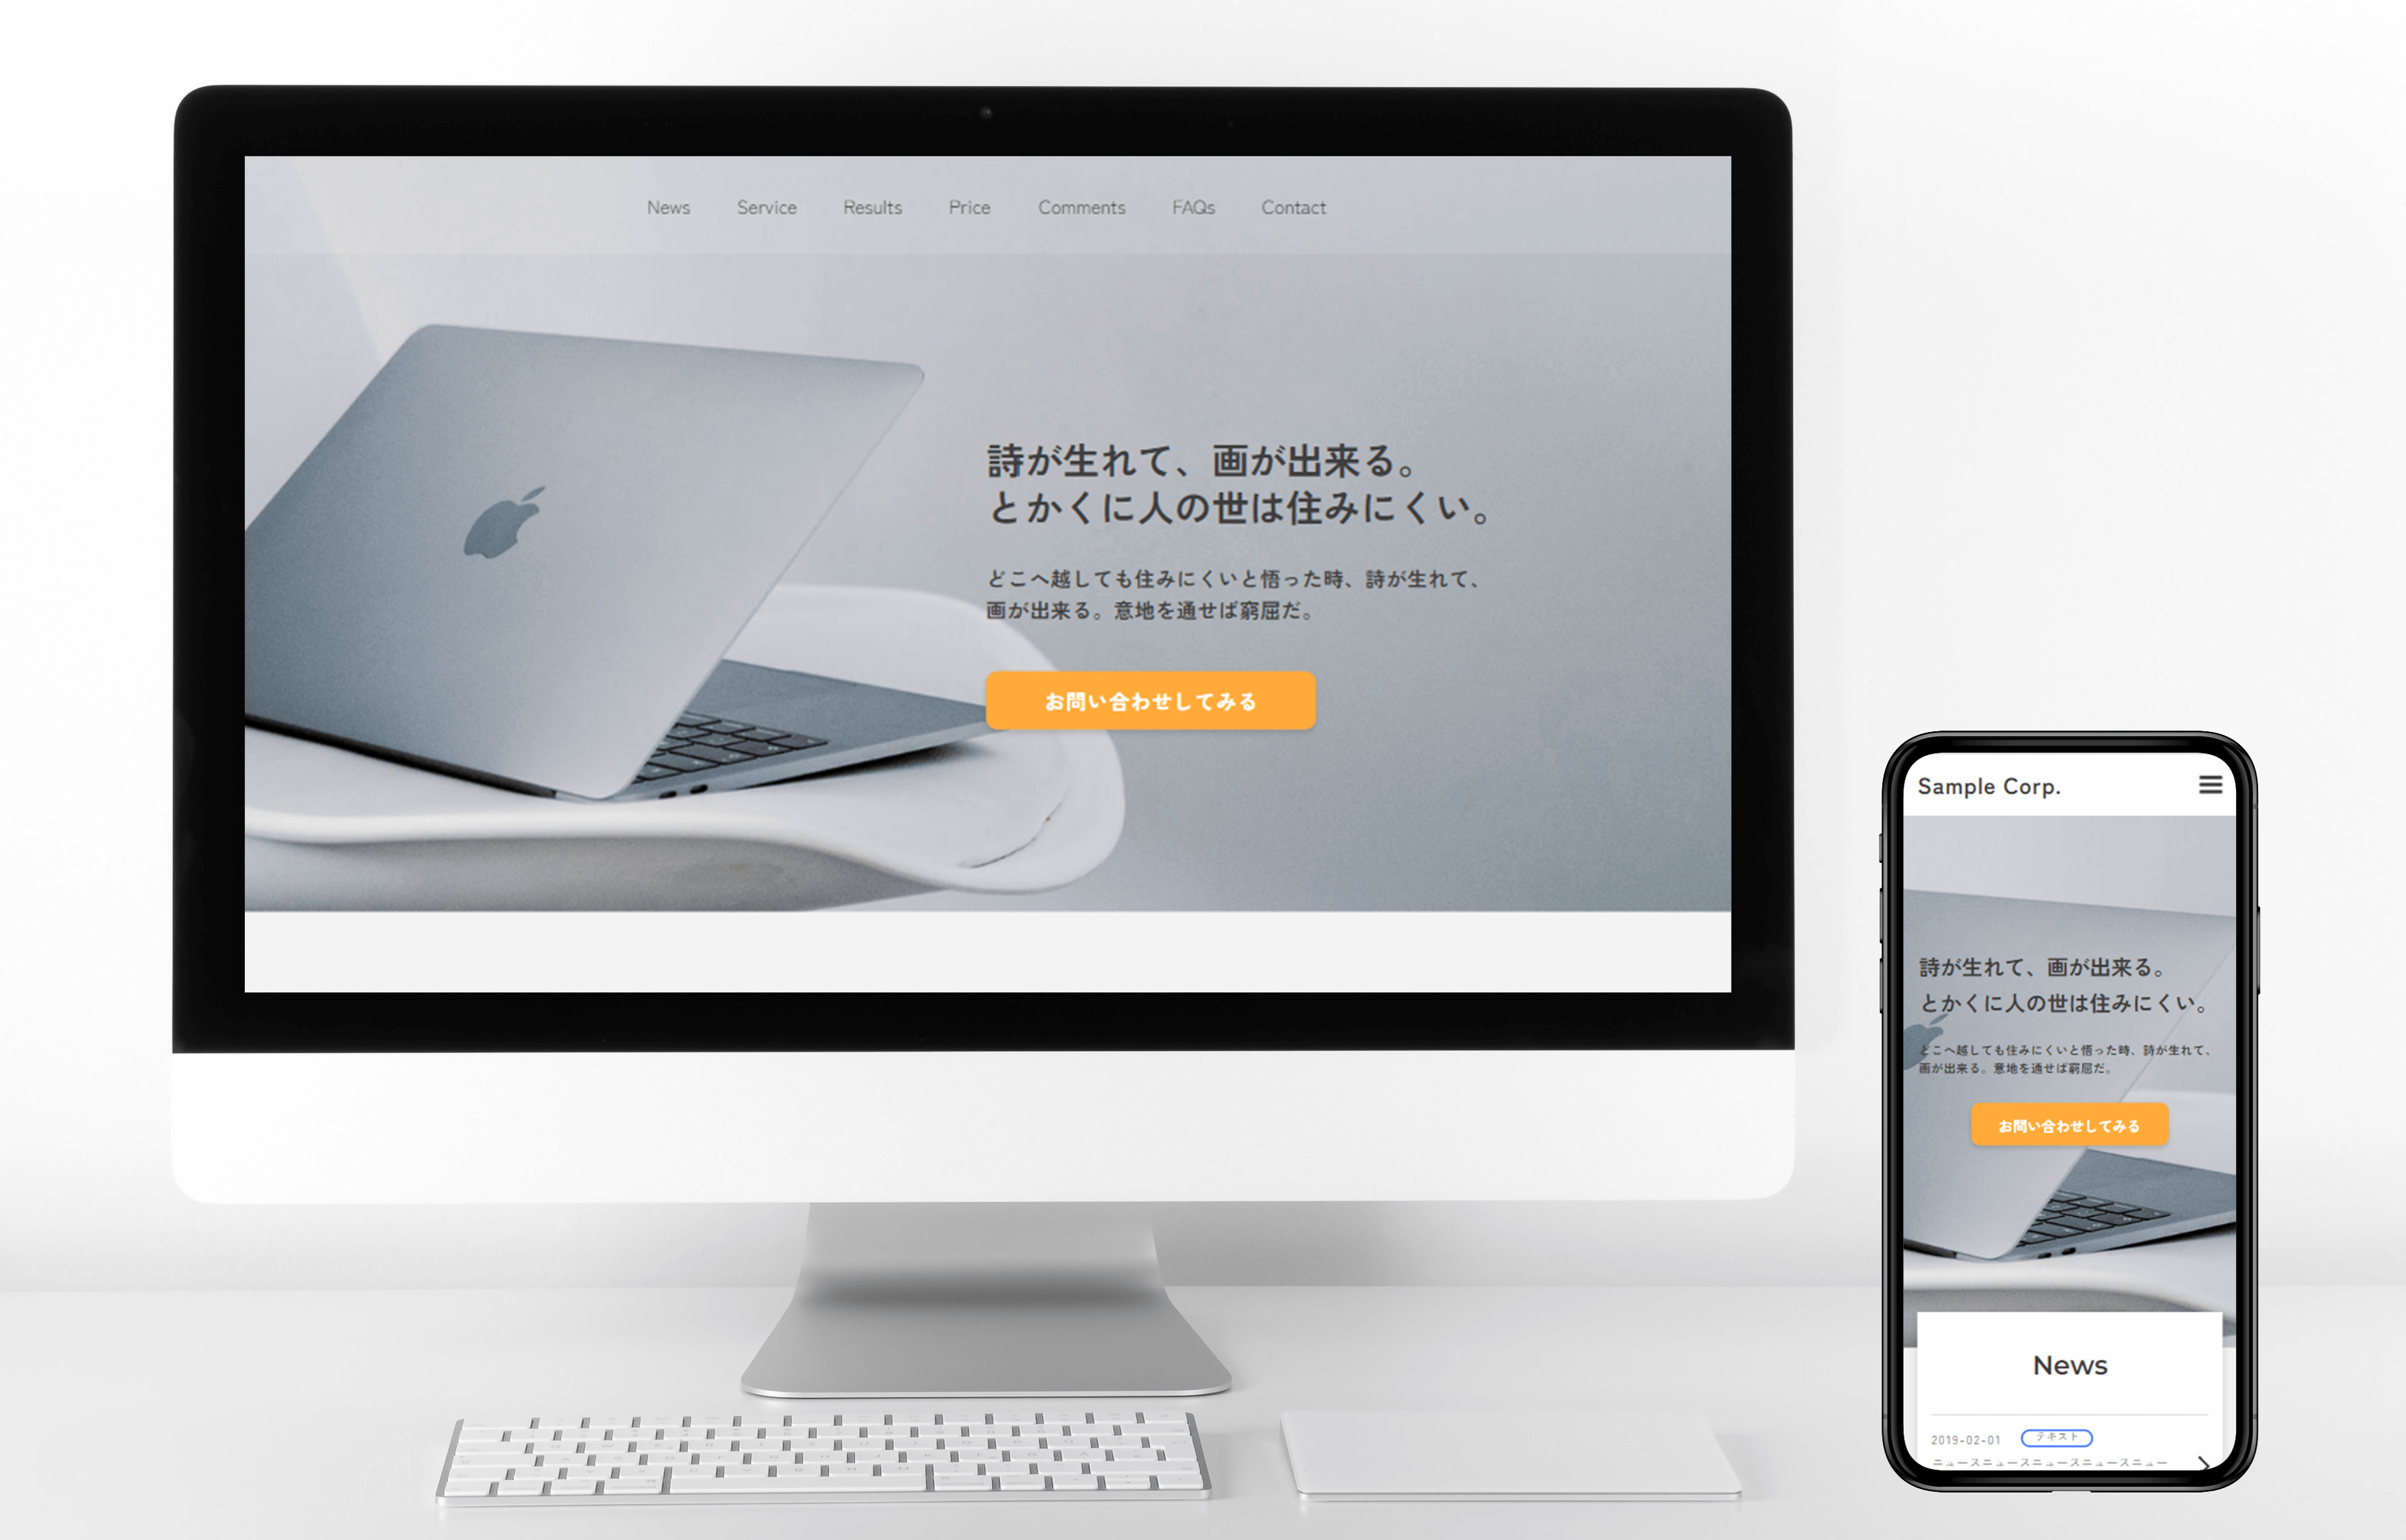 News Service Results Price Comments FAQs Contact
詩が生れて、画が出来る。
とかくに人の世は住みにくい。
どこへ越しても住みにくいと悟った時、詩が生れて、
画が出来る。意地を通せば窮屈だ。
お問い合わせしてみる
Sample Corp.
詩が生れて、画が出来る。
とかくに人の世は住みにくい。
どこへ越しても住みにくいと悟った時、詩が生れて、
画が出来る。意地を通せば窮屈だ。
お問い合わせしてみる
News
2019-02-01 テキスト
ニュースニュースニュースニュースニュー